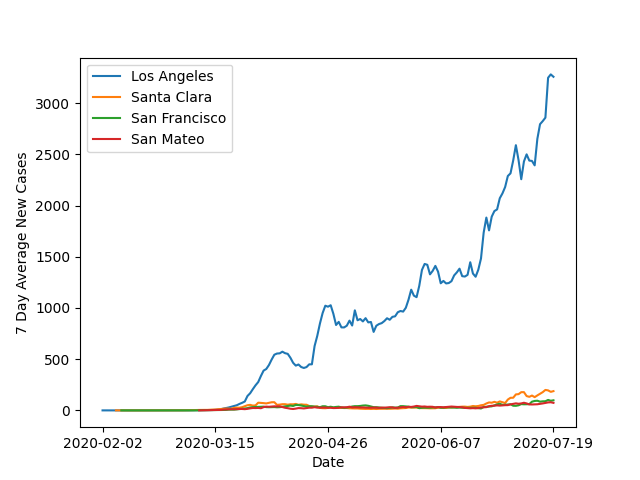 Los Angeles
Santa Clara
San Francisco
San Mateo
3000
2500
2000
1500
1000
500
0
7 Day Average New Cases
2020-02-02 2020-03-15 2020-04-26 2020-06-07 2020-07-19
Date